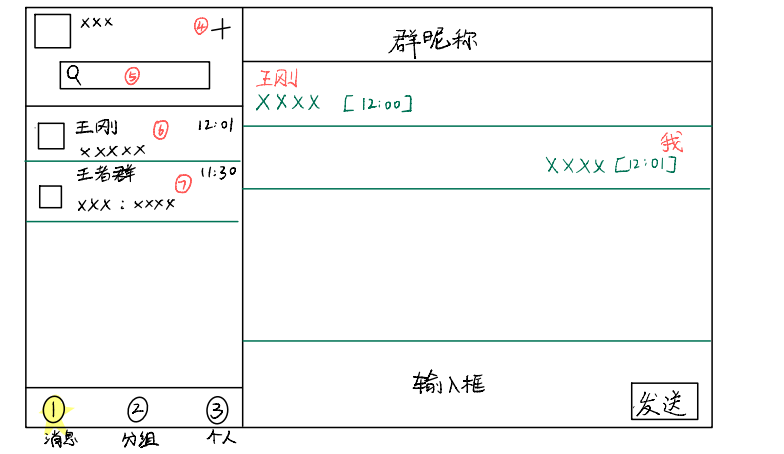 xxx ④ +
⑤
王刚 ⑥ 12:01
xxxxx
王者群 ⑦ 11:30
xxx : xxxx
① ② ③
消息 分组 个人
群昵称
王刚
XXXX [12:00]
我
XXXX [12:01]
输入框
发送